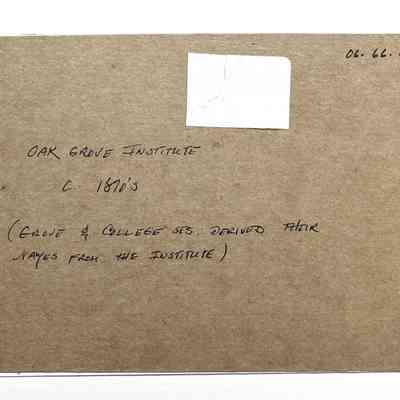 06.66.
OAK GROVE INSTITUTE
C. 1870'S
(GROVE & COLLEGE STS. DERIVED THEIR
NAMES FROM THE INSTITUTE)